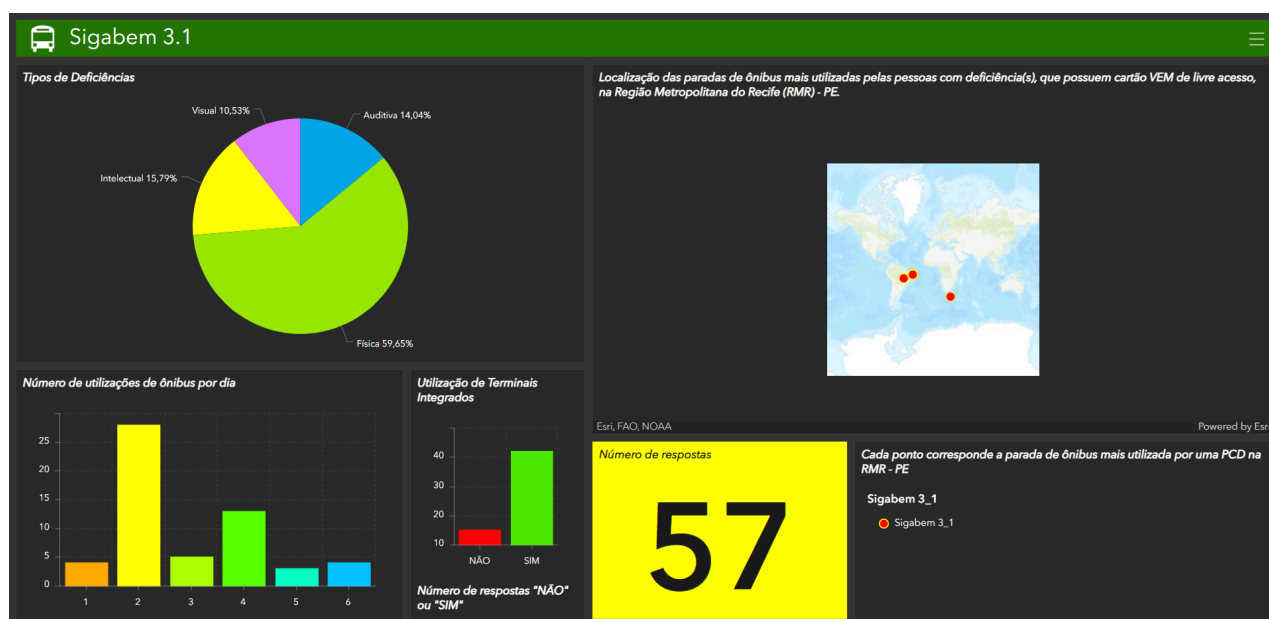 Sigabem 3.1
Tipos de Deficiências
Visual 10,53%
Auditiva 14,04%
Intelectual 15,79%
Física 59,65%
Localização das paradas de ônibus mais utilizadas pelas pessoas com deficiência(s), que possuem cartão VEM de livre acesso,
na Região Metropolitana do Recife (RMR) - PE.
Esri, FAO, NOAA
Powered by Esr
Número de utilizações de ônibus por dia
25
20
15
10
5
0
1
2
3
4
5
6
Utilização de Terminais
Integrados
40
30
20
10
NÃO
SIM
Número de respostas "NÃO"
ou "SIM"
Número de respostas
57
Cada ponto corresponde a parada de ônibus mais utilizada por uma PCD na
RMR - PE
Sigabem 3_1
Sigabem 3_1